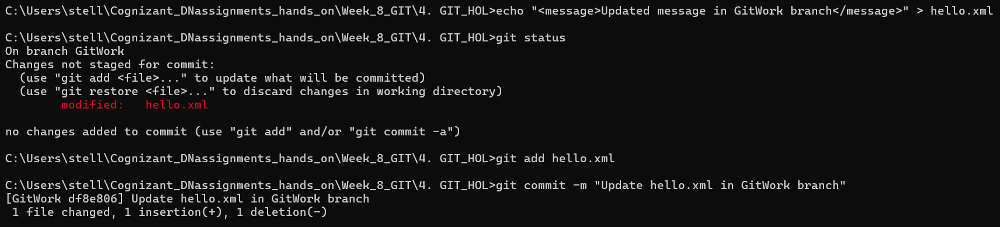 C:\Users\stell\Cognizant_DNassignments_hands_on\Week_8_GIT\4. GIT_HOL>echo "<message>Updated message in GitWork branch</message>" > hello.xml
C:\Users\stell\Cognizant_DNassignments_hands_on\Week_8_GIT\4. GIT_HOL>git status
On branch GitWork
Changes not staged for commit:
  (use "git add <file>..." to update what will be committed)
  (use "git restore <file>..." to discard changes in working directory)
        modified:   hello.xml
no changes added to commit (use "git add" and/or "git commit -a")
C:\Users\stell\Cognizant_DNassignments_hands_on\Week_8_GIT\4. GIT_HOL>git add hello.xml
C:\Users\stell\Cognizant_DNassignments_hands_on\Week_8_GIT\4. GIT_HOL>git commit -m "Update hello.xml in GitWork branch"
[GitWork df8e806] Update hello.xml in GitWork branch
 1 file changed, 1 insertion(+), 1 deletion(-)